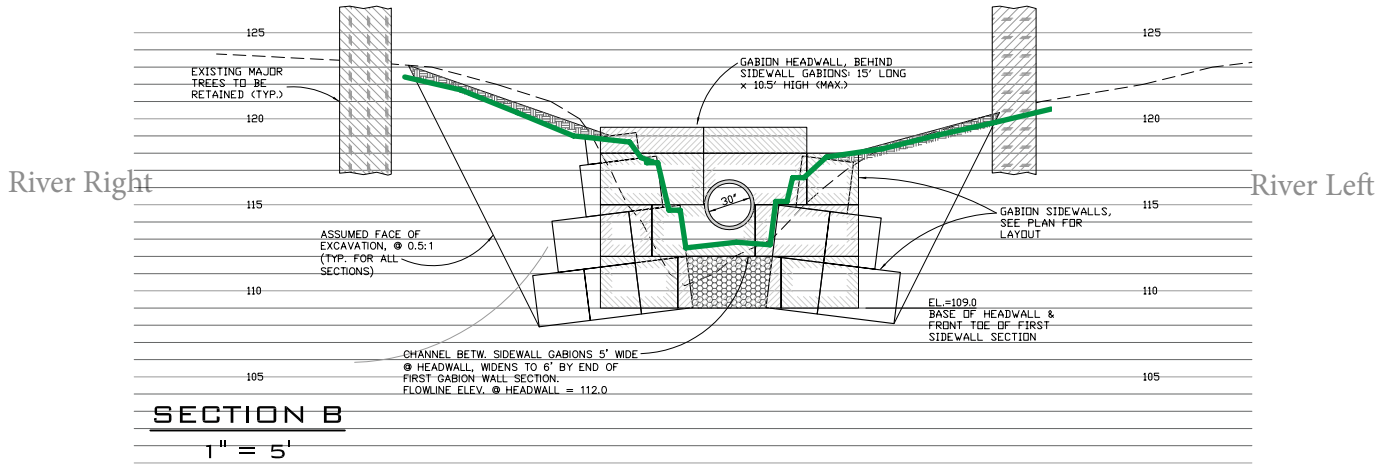 125
125
EXISTING MAJOR
TREES TO BE
RETAINED (TYP.)
GABION HEADWALL, BEHIND
SIDEWALL GABIONS: 15' LONG
x 10.5' HIGH (MAX.)
120
120
River Right
River Left
30"
115
115
GABION SIDEWALLS,
SEE PLAN FOR
LAYOUT
ASSUMED FACE OF
EXCAVATION, @ 0.5:1
(TYP. FOR ALL
SECTIONS)
110
110
EL.=109.0
BASE OF HEADWALL &
FRONT TOE OF FIRST
SIDEWALL SECTION
CHANNEL BETW. SIDEWALL GABIONS 5' WIDE
@ HEADWALL, WIDENS TO 6' BY END OF
FIRST GABION WALL SECTION.
FLOWLINE ELEV. @ HEADWALL = 112.0
105
105
SECTION B
1" = 5'